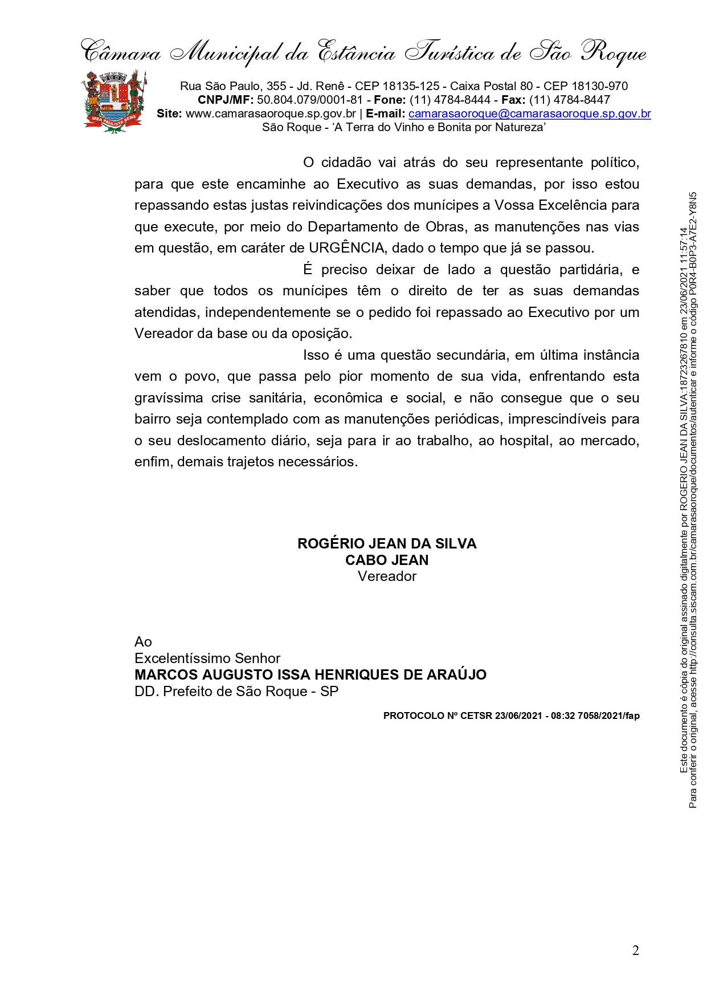 Câmara Municipal da Estância Turística de São Roque
MEA PAULISTA GENS
Rua São Paulo, 355 - Jd. Renê - CEP 18135-125 - Caixa Postal 80 - CEP 18130-970
CNPJ/MF: 50.804.079/0001-81 - Fone: (11) 4784-8444 - Fax: (11) 4784-8447
Site: www.camarasaoroque.sp.gov.br | E-mail: camarasaoroque@camarasaoroque.sp.gov.br
São Roque - ‘A Terra do Vinho e Bonita por Natureza’
O cidadão vai atrás do seu representante político,
para que este encaminhe ao Executivo as suas demandas, por isso estou
repassando estas justas reivindicações dos munícipes a Vossa Excelência para
que execute, por meio do Departamento de Obras, as manutenções nas vias
em questão, em caráter de URGÊNCIA, dado o tempo que já se passou.
É preciso deixar de lado a questão partidária, e
saber que todos os munícipes têm o direito de ter as suas demandas
atendidas, independentemente se o pedido foi repassado ao Executivo por um
Vereador da base ou da oposição.
Isso é uma questão secundária, em última instância
vem o povo, que passa pelo pior momento de sua vida, enfrentando esta
gravíssima crise sanitária, econômica e social, e não consegue que o seu
bairro seja contemplado com as manutenções periódicas, imprescindíveis para
o seu deslocamento diário, seja para ir ao trabalho, ao hospital, ao mercado,
enfim, demais trajetos necessários.
ROGÉRIO JEAN DA SILVA
CABO JEAN
Vereador
Ao
Excelentíssimo Senhor
MARCOS AUGUSTO ISSA HENRIQUES DE ARAÚJO
DD. Prefeito de São Roque - SP
PROTOCOLO Nº CETSR 23/06/2021 - 08:32 7058/2021/fap
2
Este documento é cópia do original assinado digitalmente por ROGERIO JEAN DA SILVA:18723267810 em 23/06/2021 11:57:14
Para conferir o original, acesse http://consulta.siscam.com.br/camarasaoroque/documentos/autenticar e informe o código P0R4-B0P3-A7E2-Y8N5